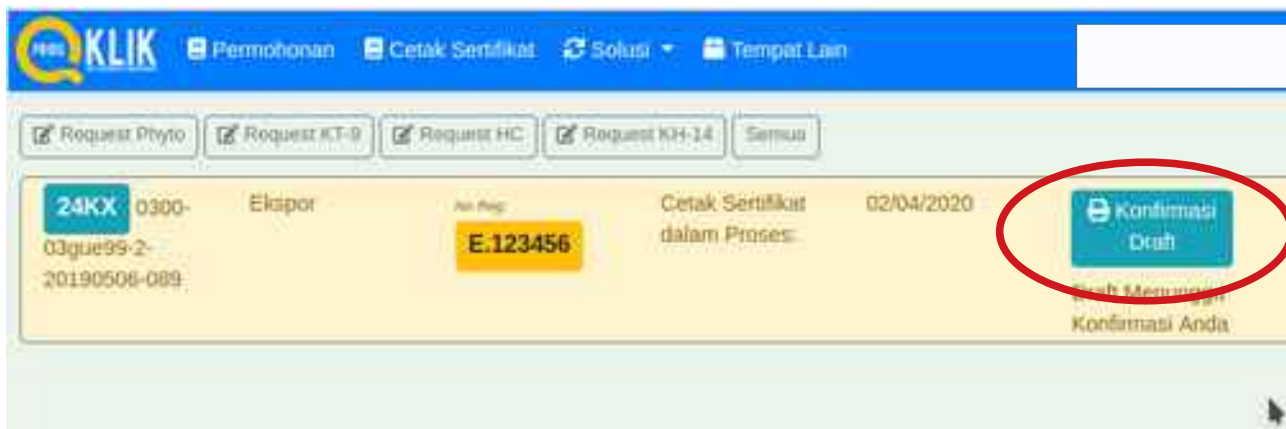 PRIOQ KLIK Permohonan Cetak Sertifikat Solusi Tempat Lain
Request Phyto Request KT-9 Request HC Request KH-14 Semua
24KX 0300-
03gue99-2-
20190506-089
Ekspor
No Reg:
E.123456
Cetak Sertifikat
dalam Proses:
02/04/2020
Konfirmasi
Draft
Draft Menunggu
Konfirmasi Anda